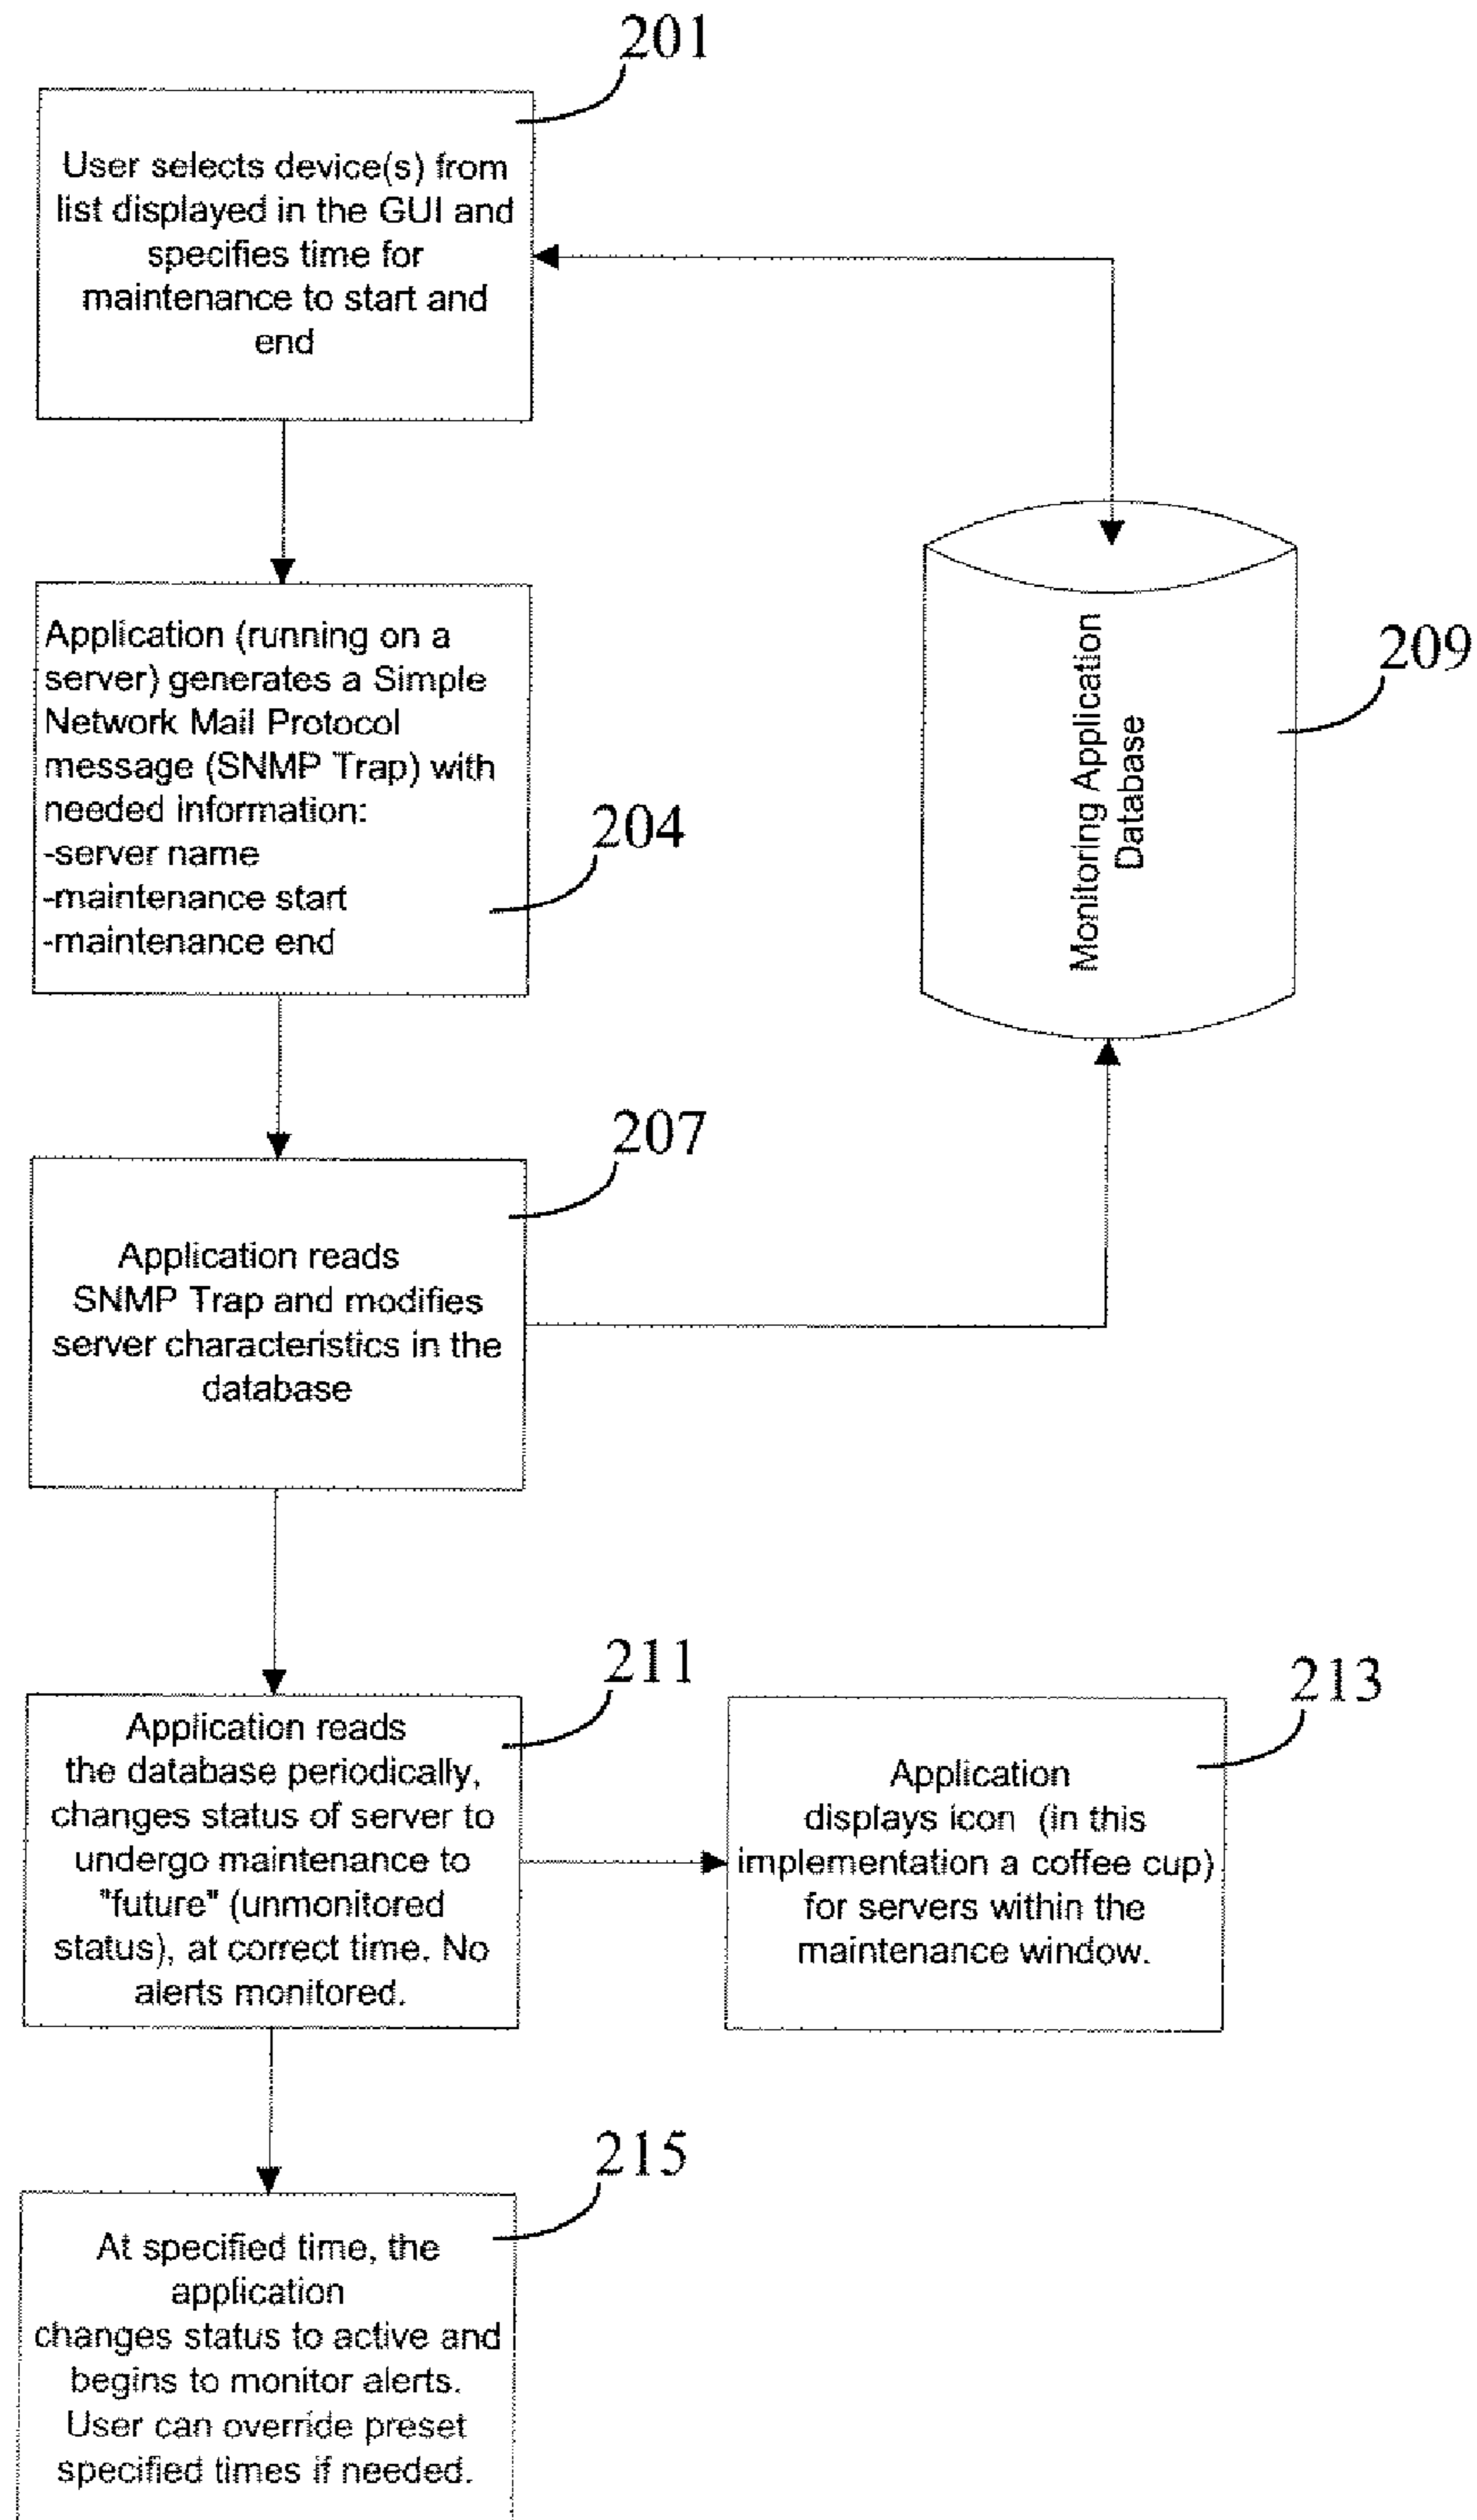 201
User selects device(s) from
list displayed in the GUI and
specifies time for
maintenance to start and
end
Application (running on a
server) generates a Simple
Network Mail Protocol
message (SNMP Trap) with
needed information:
-server name
-maintenance start
-maintenance end
204
Monitoring Application
Database
209
207
Application reads
SNMP Trap and modifies
server characteristics in the
database
211
Application reads
the database periodically,
changes status of server to
undergo maintenance to
"future" (unmonitored
status), at correct time. No
alerts monitored.
213
Application
displays icon (in this
implementation a coffee cup)
for servers within the
maintenance window.
215
At specified time, the
application
changes status to active and
begins to monitor alerts.
User can override preset
specified times if needed.